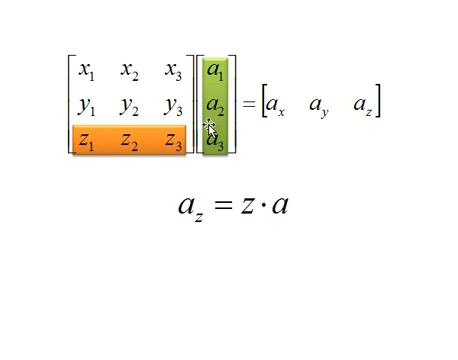 [x₁ x₂ x₃] [a₁]
[y₁ y₂ y₃] [a₂] = [aₓ a_y a_z]
[z₁ z₂ z₃] [a₃]
a_z = z · a